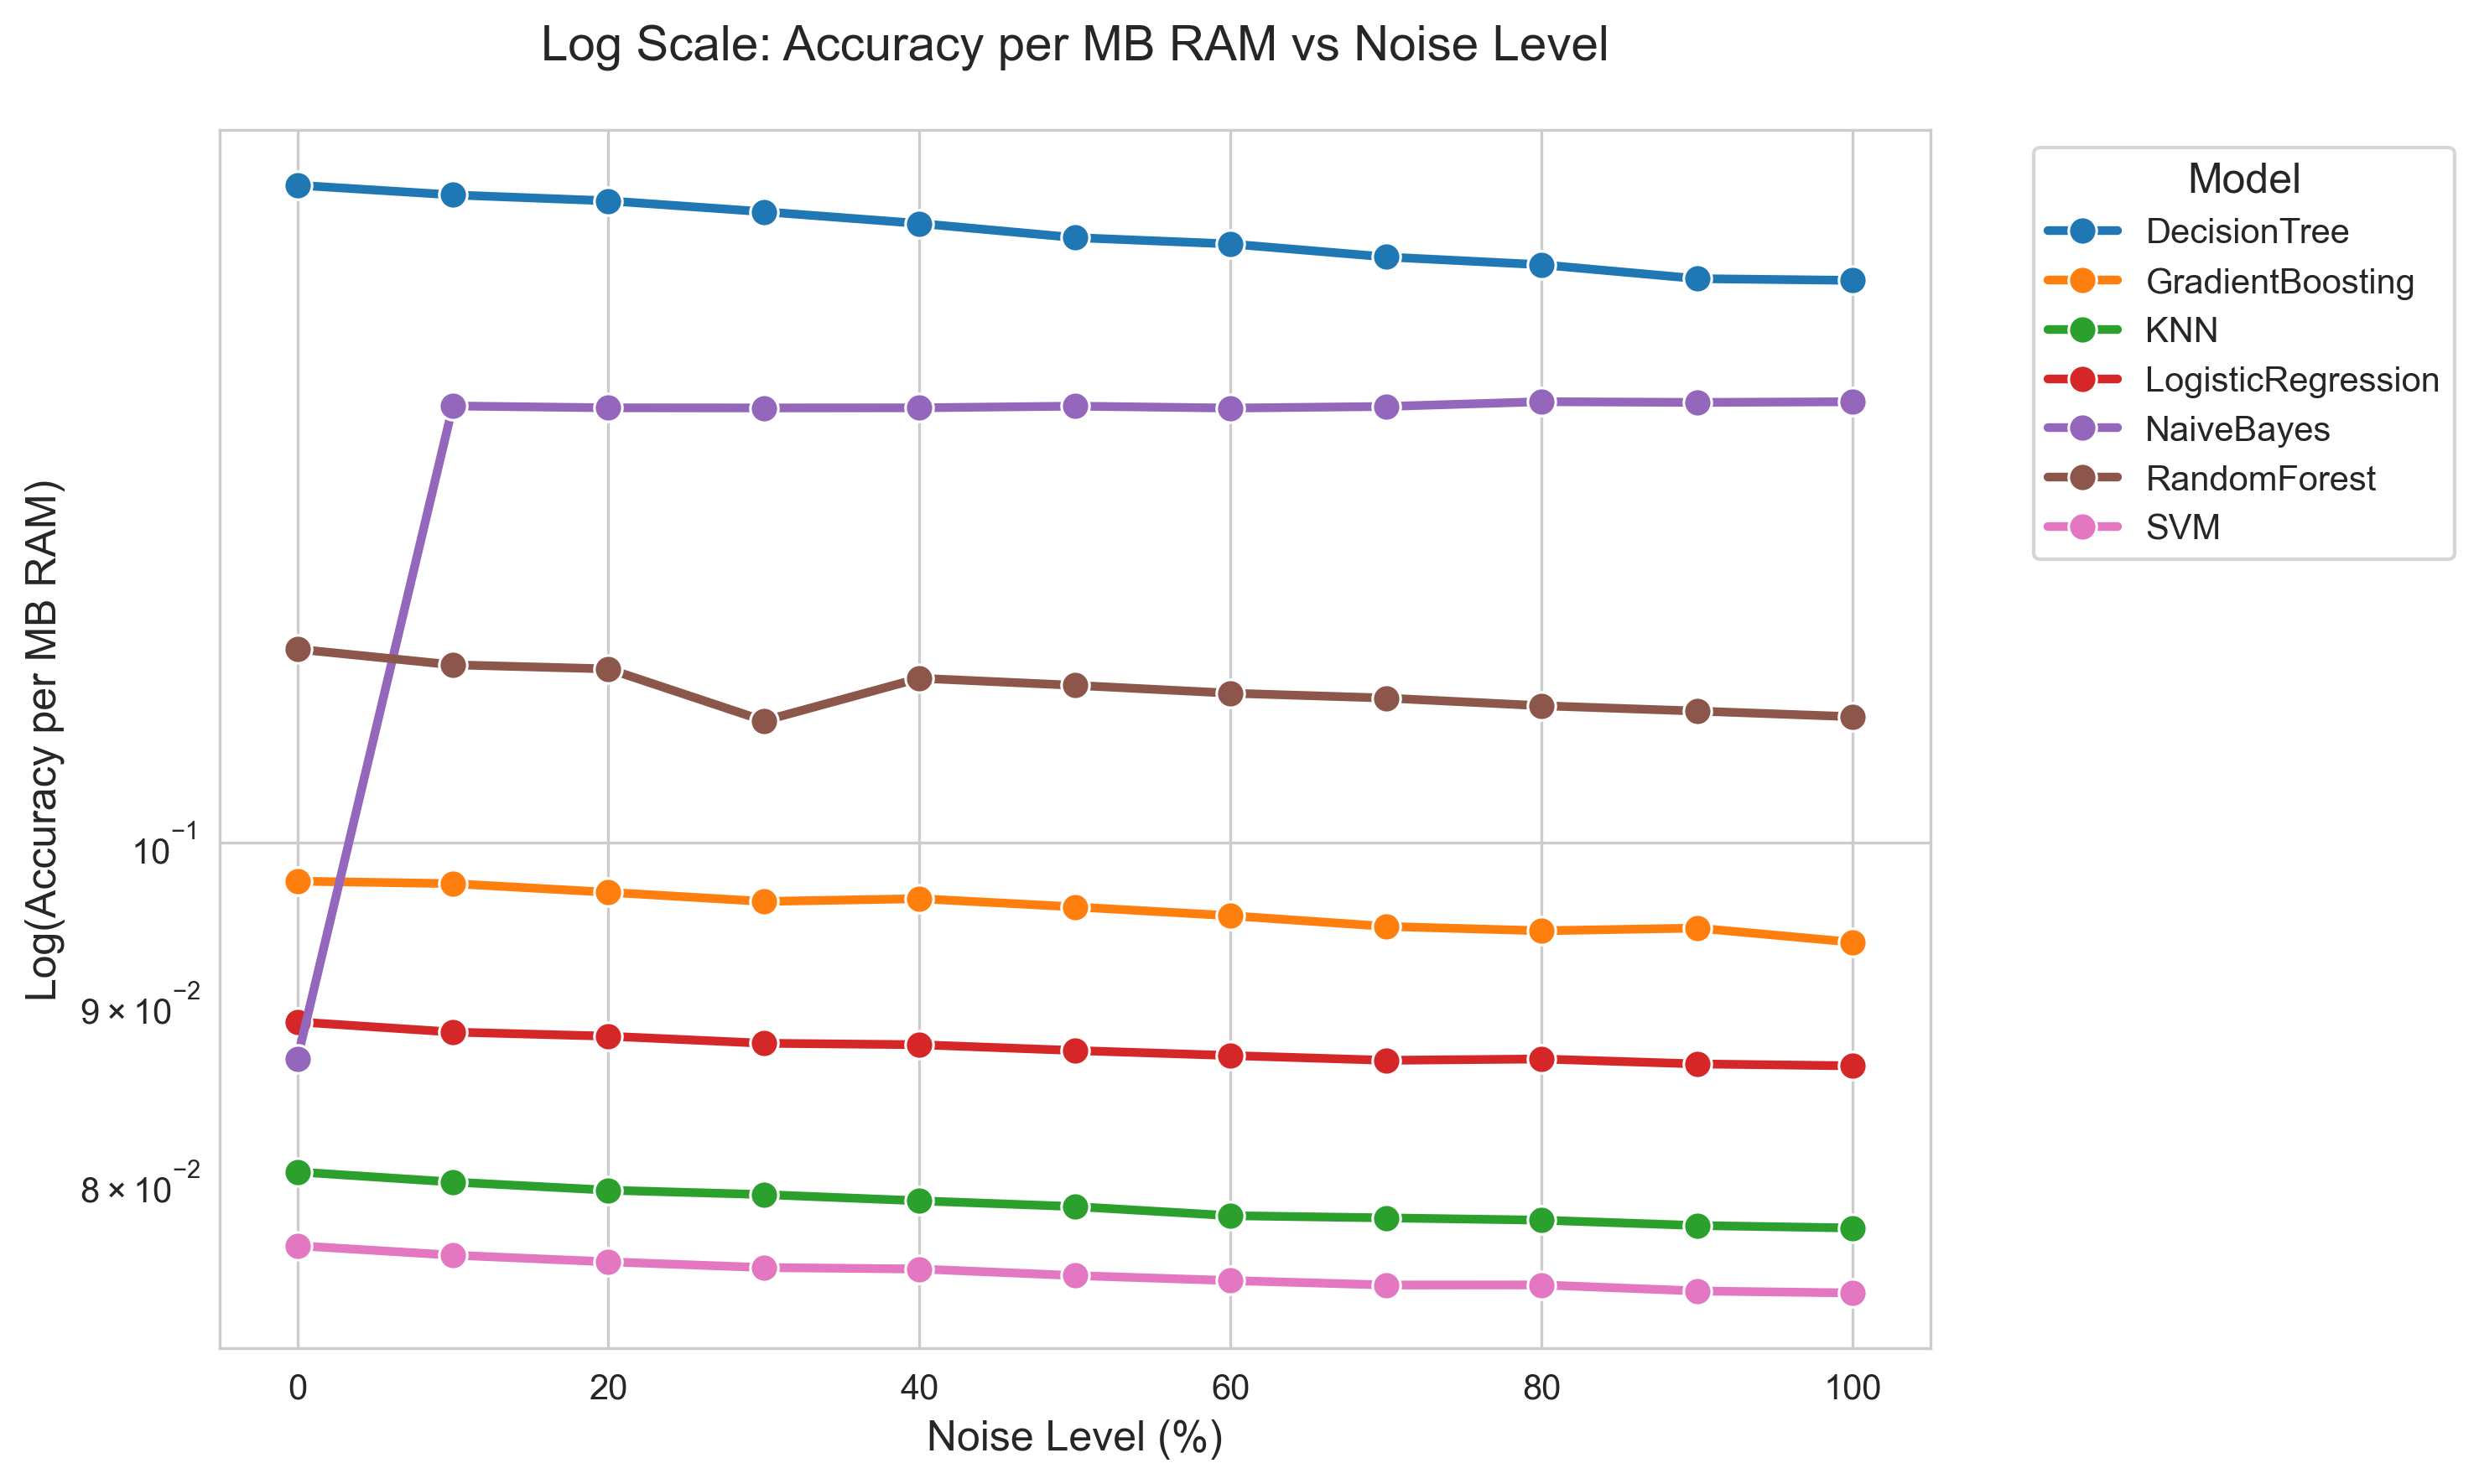 Log Scale: Accuracy per MB RAM vs Noise Level
Log(Accuracy per MB RAM)
10⁻¹
9 × 10⁻²
8 × 10⁻²
0 20 40 60 80 100
Noise Level (%)
Model
DecisionTree
GradientBoosting
KNN
LogisticRegression
NaiveBayes
RandomForest
SVM